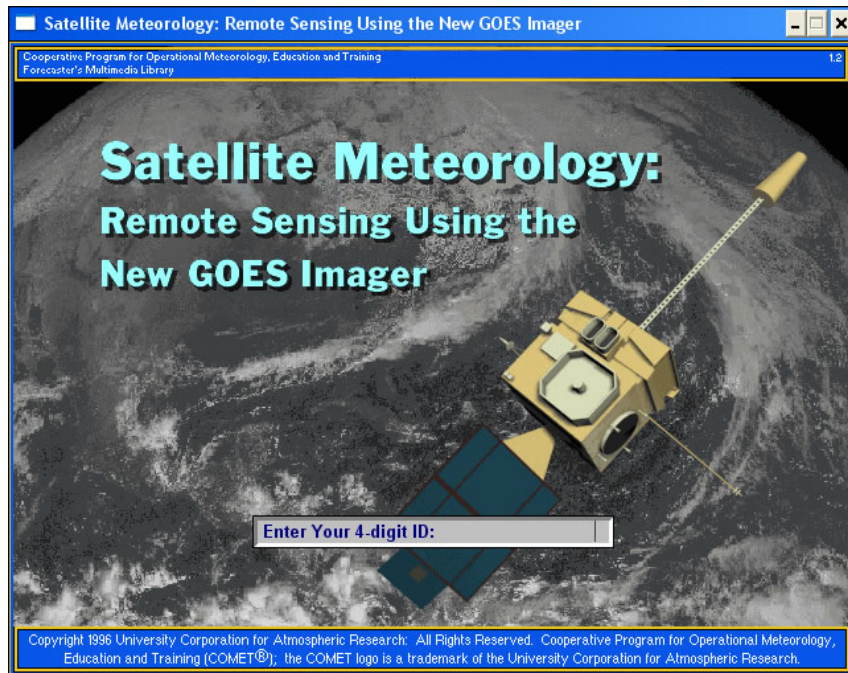 Satellite Meteorology: Remote Sensing Using the New GOES Imager
Cooperative Program for Operational Meteorology, Education and Training 1.2
Forecaster's Multimedia Library
Satellite Meteorology:
Remote Sensing Using the
New GOES Imager
Enter Your 4-digit ID:
Copyright 1996 University Corporation for Atmospheric Research: All Rights Reserved. Cooperative Program for Operational Meteorology,
Education and Training (COMET®); the COMET logo is a trademark of the University Corporation for Atmospheric Research.